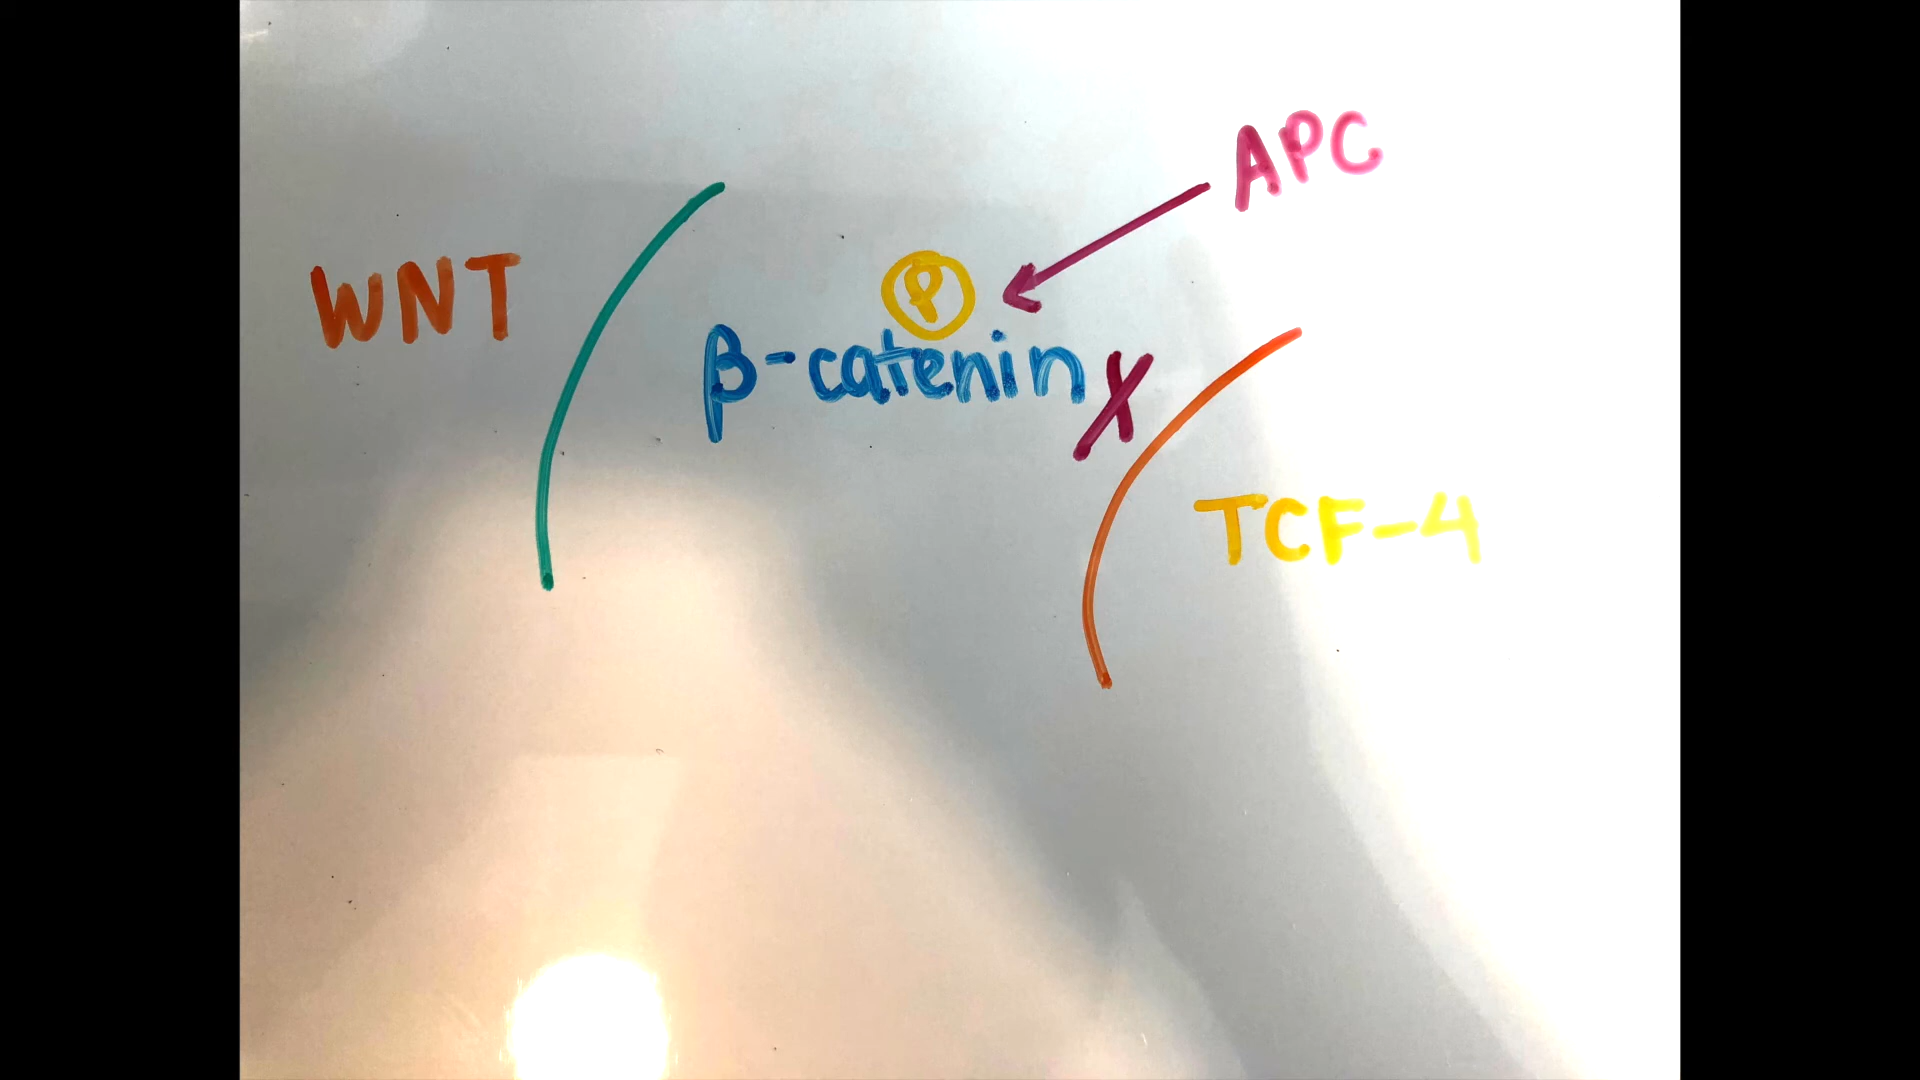 APC
WNT
P
β-catenin X
TCF-4